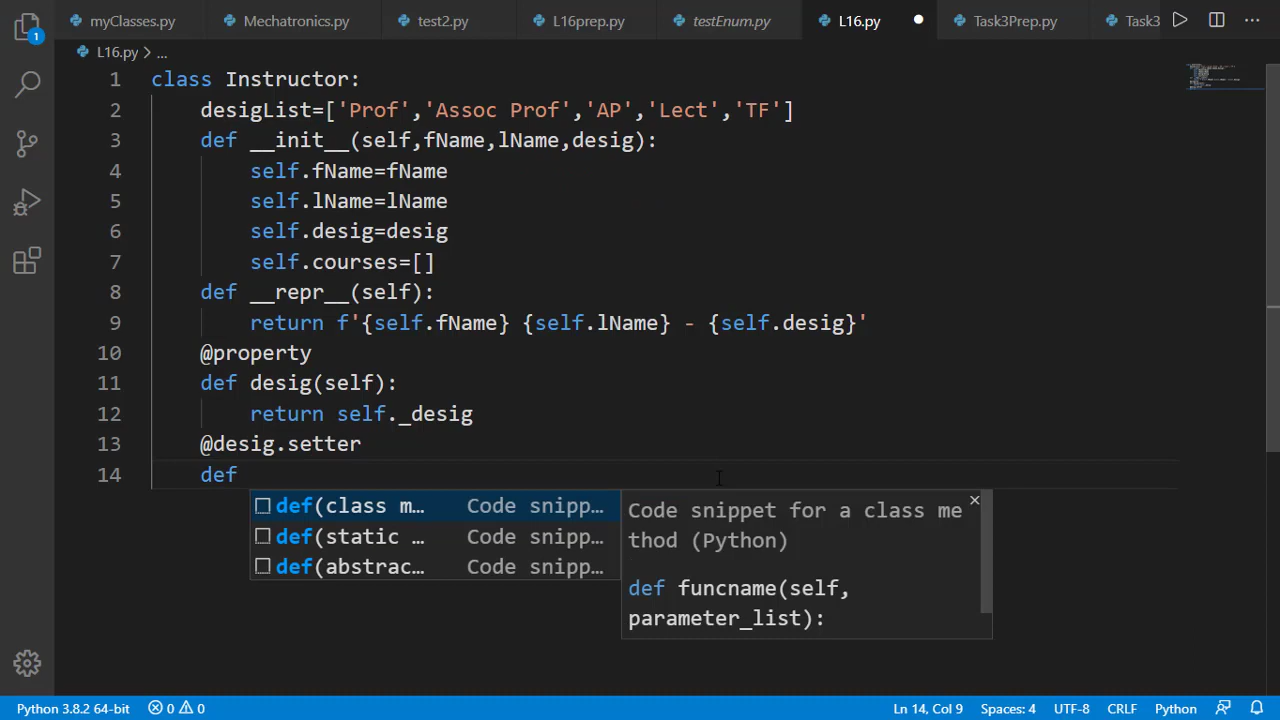 myClasses.py Mechatronics.py test2.py L16prep.py testEnum.py L16.py Task3Prep.py Task3
1
L16.py > ...
1 class Instructor:
2 desigList=['Prof','Assoc Prof','AP','Lect','TF']
3 def __init__(self,fName,lName,desig):
4 self.fName=fName
5 self.lName=lName
6 self.desig=desig
7 self.courses=[]
8 def __repr__(self):
9 return f'{self.fName} {self.lName} - {self.desig}'
10 @property
11 def desig(self):
12 return self._desig
13 @desig.setter
14 def
def(class m… Code snipp…
def(static … Code snipp…
def(abstrac… Code snipp…
Code snippet for a class me
thod (Python)
def funcname(self,
parameter_list):
Python 3.8.2 64-bit 0 0 Ln 14, Col 9 Spaces: 4 UTF-8 CRLF Python